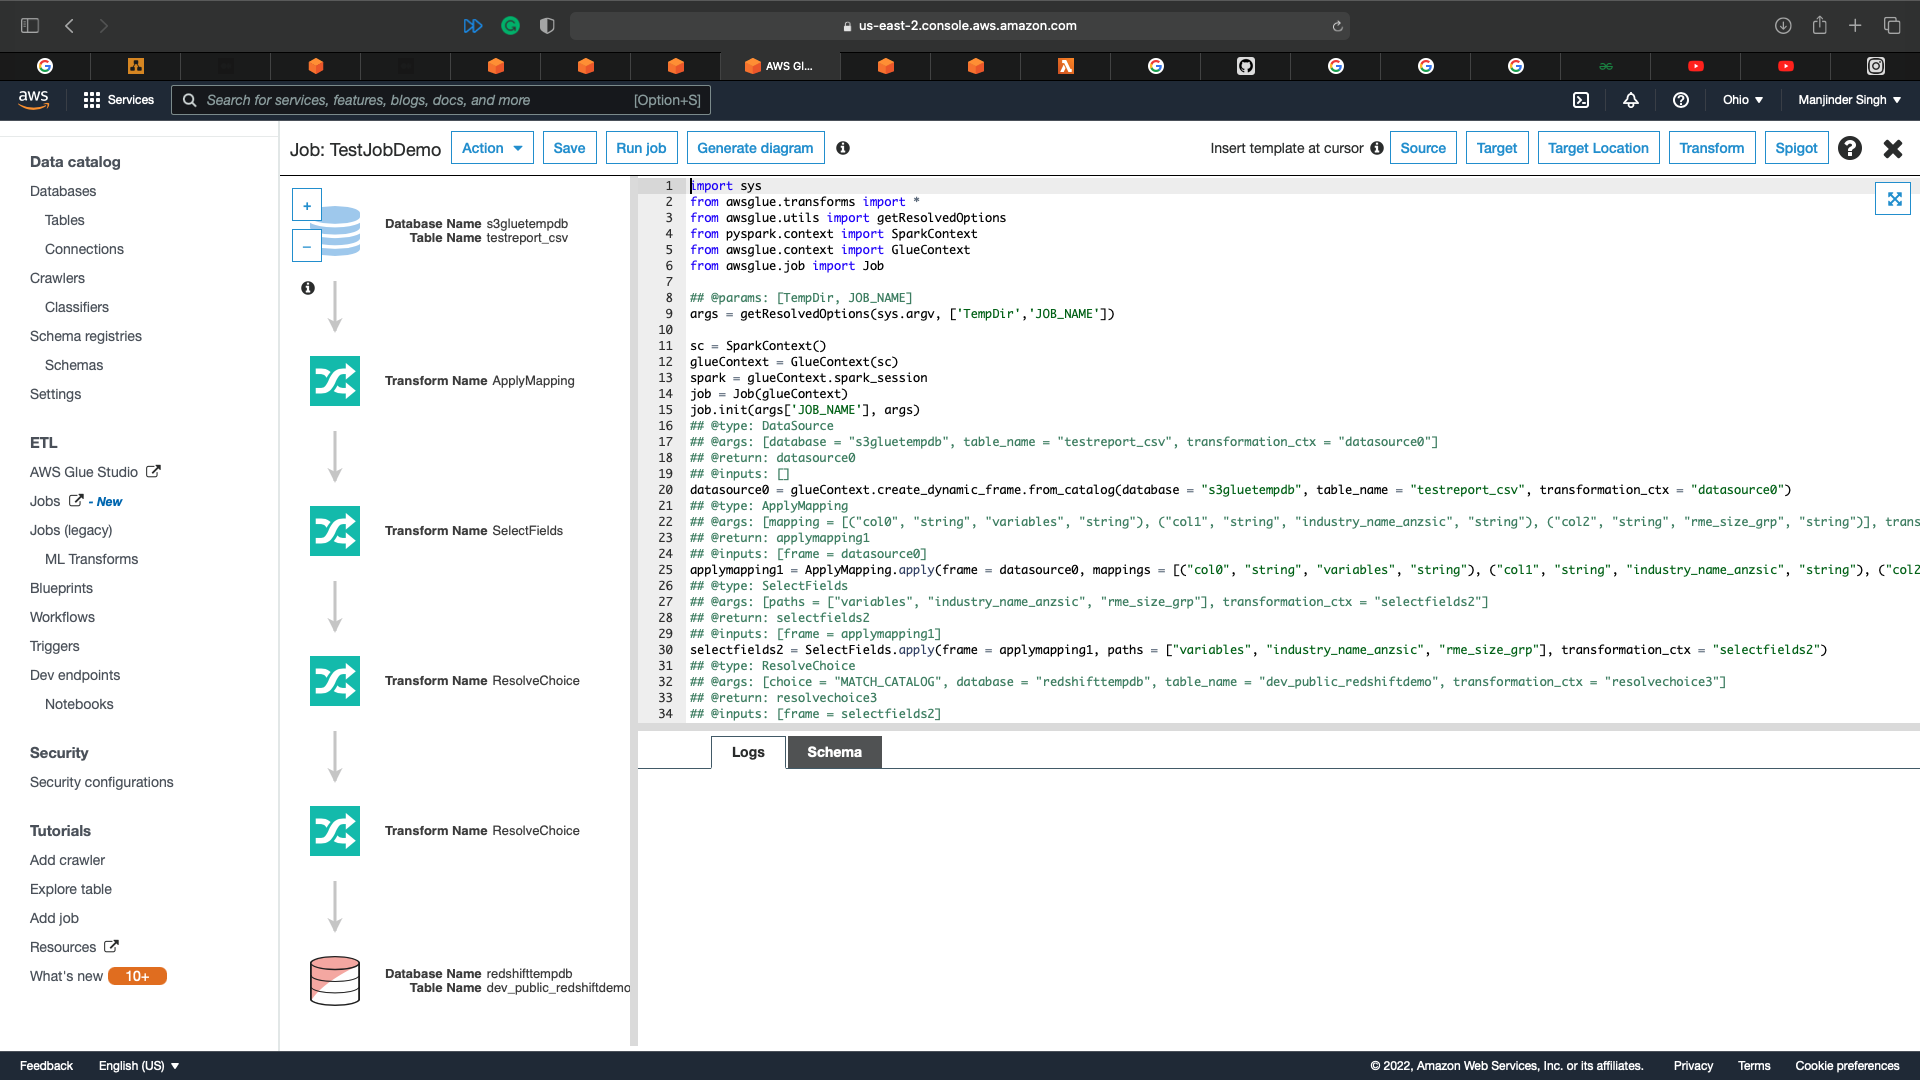 us-east-2.console.aws.amazon.com
AWS Gl...
aws
Services
Search for services, features, blogs, docs, and more
[Option+S]
Ohio ▼
Manjinder Singh ▼
Data catalog
Databases
Tables
Connections
Crawlers
Classifiers
Schema registries
Schemas
Settings
ETL
AWS Glue Studio
Jobs - New
Jobs (legacy)
ML Transforms
Blueprints
Workflows
Triggers
Dev endpoints
Notebooks
Security
Security configurations
Tutorials
Add crawler
Explore table
Add job
Resources
What's new 10+
Job: TestJobDemo
Action
Save
Run job
Generate diagram
Insert template at cursor
Source
Target
Target Location
Transform
Spigot
+
−
Database Name s3gluetempdb
Table Name testreport_csv
Transform Name ApplyMapping
Transform Name SelectFields
Transform Name ResolveChoice
Transform Name ResolveChoice
Database Name redshifttempdb
Table Name dev_public_redshiftdemo
1 import sys
2 from awsglue.transforms import *
3 from awsglue.utils import getResolvedOptions
4 from pyspark.context import SparkContext
5 from awsglue.context import GlueContext
6 from awsglue.job import Job
7
8 ## @params: [TempDir, JOB_NAME]
9 args = getResolvedOptions(sys.argv, ['TempDir','JOB_NAME'])
10
11 sc = SparkContext()
12 glueContext = GlueContext(sc)
13 spark = glueContext.spark_session
14 job = Job(glueContext)
15 job.init(args['JOB_NAME'], args)
16 ## @type: DataSource
17 ## @args: [database = "s3gluetempdb", table_name = "testreport_csv", transformation_ctx = "datasource0"]
18 ## @return: datasource0
19 ## @inputs: []
20 datasource0 = glueContext.create_dynamic_frame.from_catalog(database = "s3gluetempdb", table_name = "testreport_csv", transformation_ctx = "datasource0")
21 ## @type: ApplyMapping
22 ## @args: [mapping = [("col0", "string", "variables", "string"), ("col1", "string", "industry_name_anzsic", "string"), ("col2", "string", "rme_size_grp", "string")], trans
23 ## @return: applymapping1
24 ## @inputs: [frame = datasource0]
25 applymapping1 = ApplyMapping.apply(frame = datasource0, mappings = [("col0", "string", "variables", "string"), ("col1", "string", "industry_name_anzsic", "string"), ("col2
26 ## @type: SelectFields
27 ## @args: [paths = ["variables", "industry_name_anzsic", "rme_size_grp"], transformation_ctx = "selectfields2"]
28 ## @return: selectfields2
29 ## @inputs: [frame = applymapping1]
30 selectfields2 = SelectFields.apply(frame = applymapping1, paths = ["variables", "industry_name_anzsic", "rme_size_grp"], transformation_ctx = "selectfields2")
31 ## @type: ResolveChoice
32 ## @args: [choice = "MATCH_CATALOG", database = "redshifttempdb", table_name = "dev_public_redshiftdemo", transformation_ctx = "resolvechoice3"]
33 ## @return: resolvechoice3
34 ## @inputs: [frame = selectfields2]
Logs
Schema
Feedback
English (US) ▼
© 2022, Amazon Web Services, Inc. or its affiliates.
Privacy
Terms
Cookie preferences